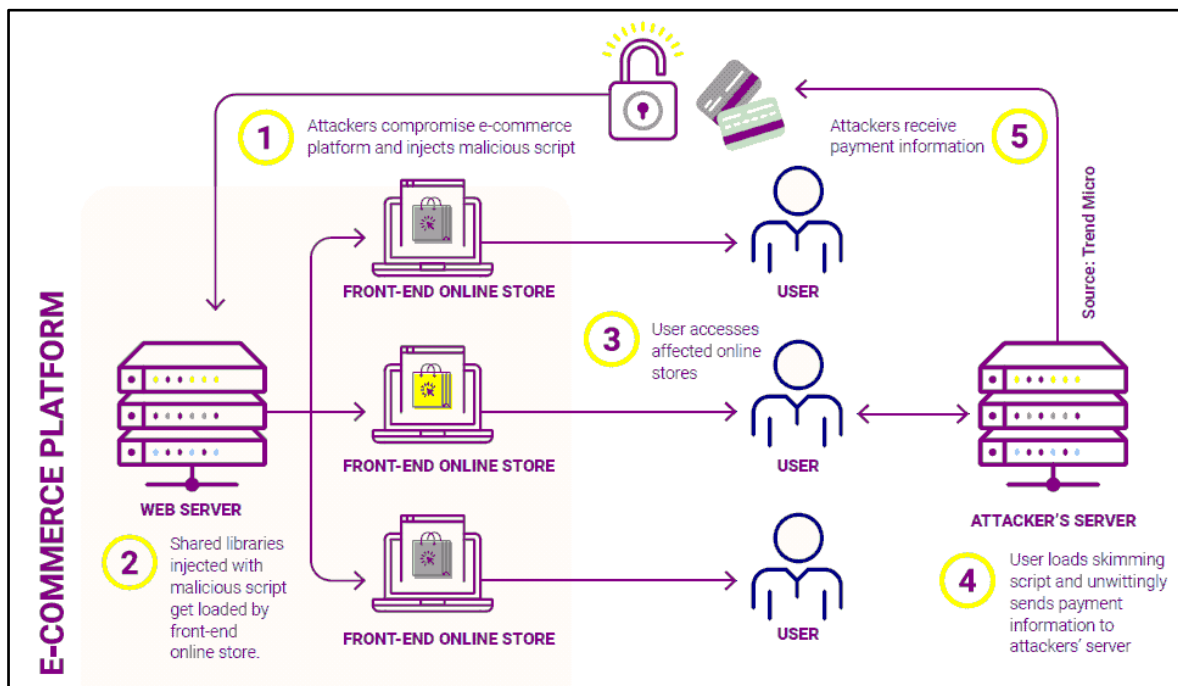 1
Attackers compromise e-commerce
platform and injects malicious script
Attackers receive
payment information
5
FRONT-END ONLINE STORE
USER
Source: Trend Micro
E-COMMERCE PLATFORM
3
User accesses
affected online
stores
FRONT-END ONLINE STORE
USER
WEB SERVER
ATTACKER'S SERVER
2
Shared libraries
injected with
malicious script
get loaded by
front-end
online store.
4
User loads skimming
script and unwittingly
sends payment
information to
attackers' server
FRONT-END ONLINE STORE
USER